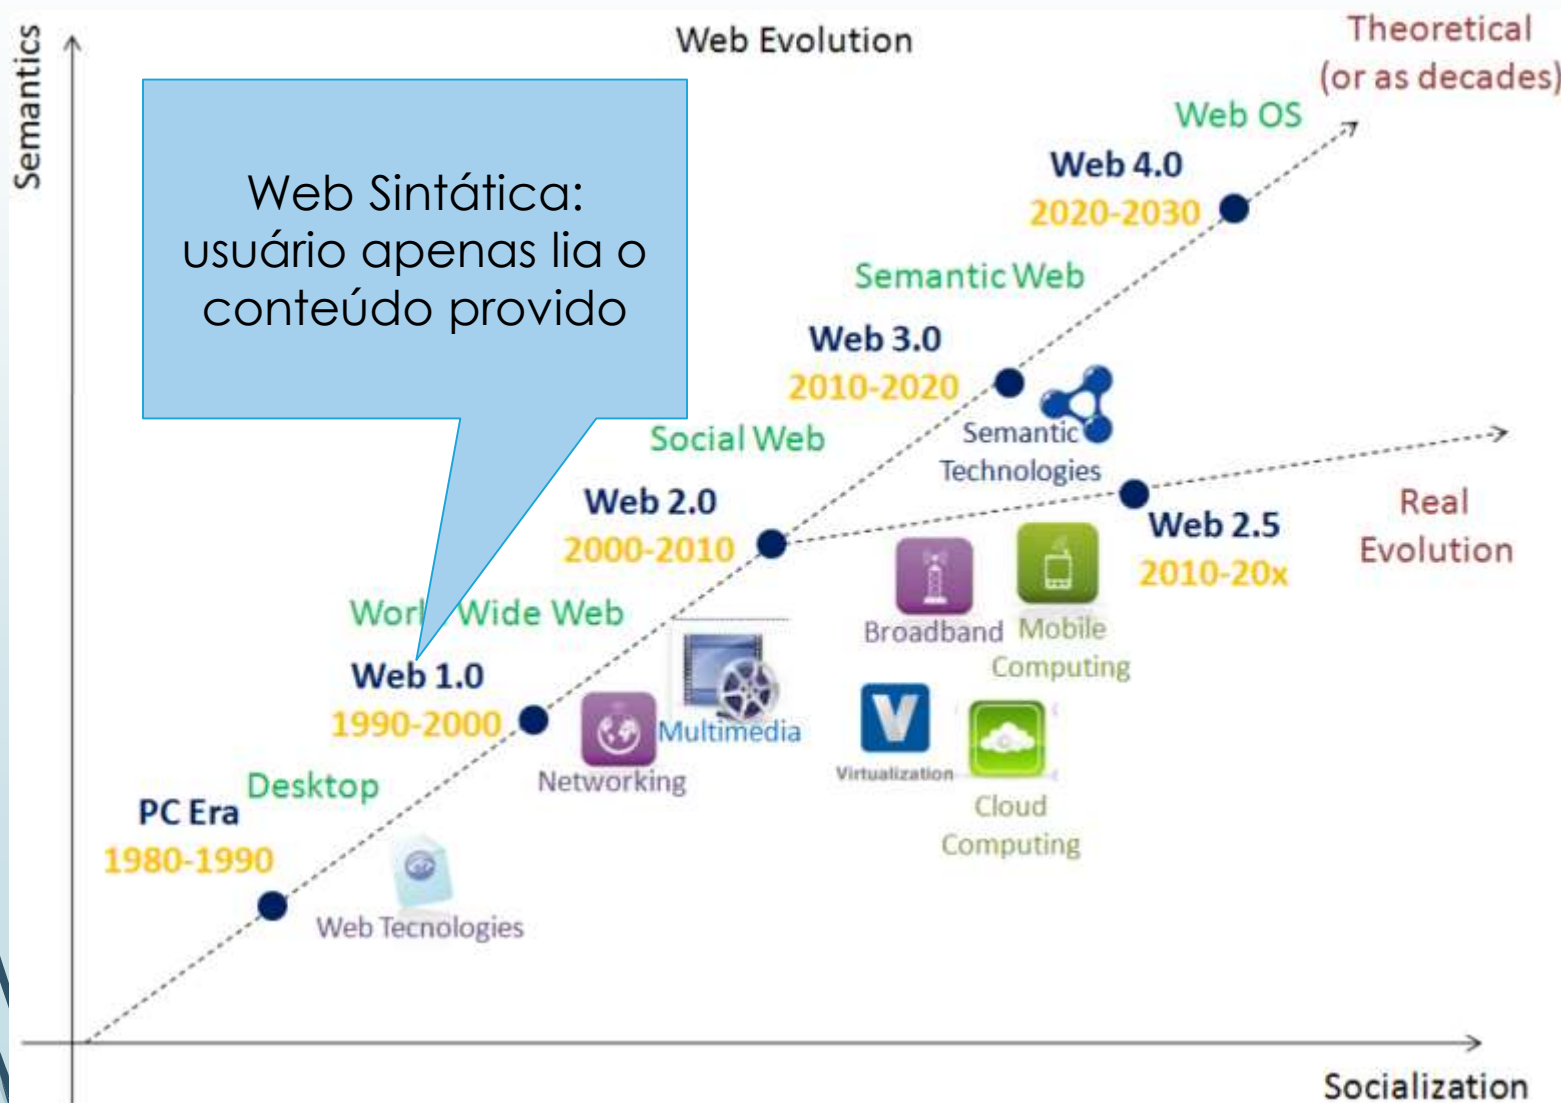 Semantics
Web Evolution
Theoretical
(or as decades)
Web Sintática:
usuário apenas lia o
conteúdo provido
Web OS
Web 4.0
2020-2030
Semantic Web
Web 3.0
2010-2020
Semantic
Technologies
Social Web
Web 2.0
2000-2010
Web 2.5
2010-20x
Real
Evolution
Broadband
Mobile
Computing
Wide Web
Web 1.0
1990-2000
Multimedia
Networking
Virtualization
Cloud
Computing
Desktop
PC Era
1980-1990
Web Tecnologies
Socialization